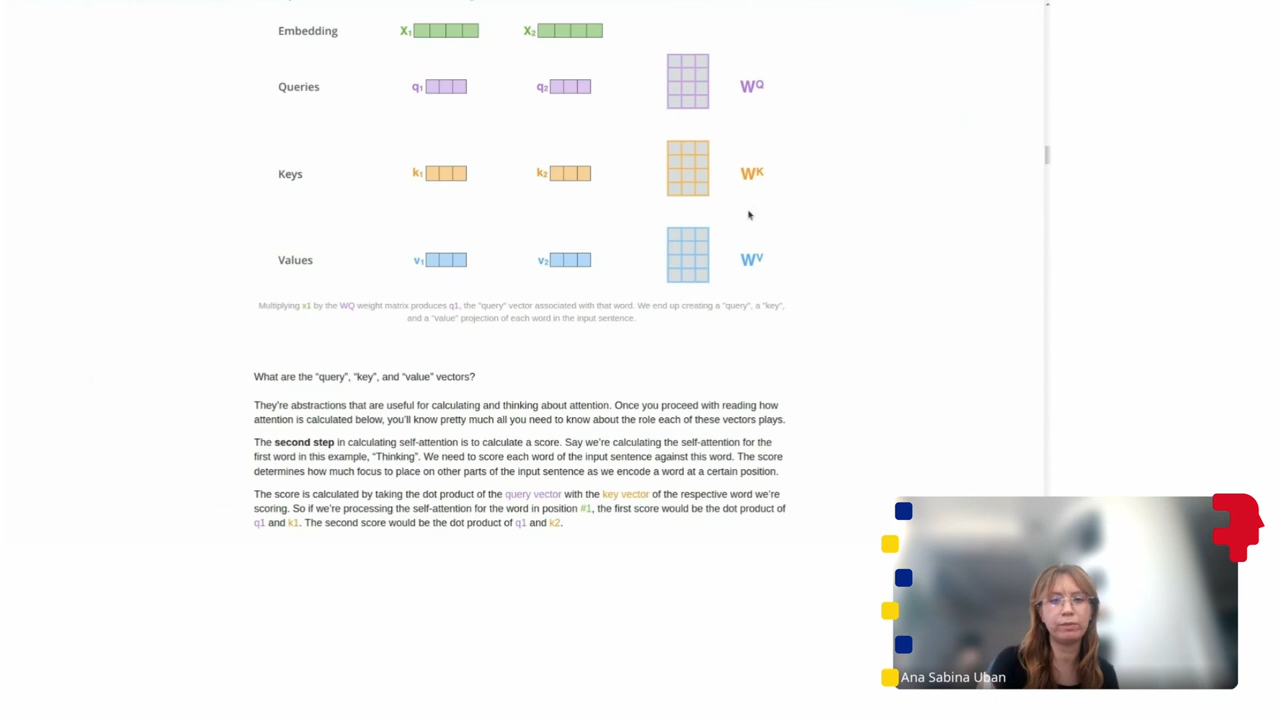 Embedding X1 X2
Queries q1 q2 WQ
Keys k1 k2 WK
Values v1 v2 WV
Multiplying x1 by the WQ weight matrix produces q1, the "query" vector associated with that word. We end up creating a "query", a "key",
and a "value" projection of each word in the input sentence.
What are the “query”, “key”, and “value” vectors?
They’re abstractions that are useful for calculating and thinking about attention. Once you proceed with reading how
attention is calculated below, you’ll know pretty much all you need to know about the role each of these vectors plays.
The second step in calculating self-attention is to calculate a score. Say we’re calculating the self-attention for the
first word in this example, “Thinking”. We need to score each word of the input sentence against this word. The score
determines how much focus to place on other parts of the input sentence as we encode a word at a certain position.
The score is calculated by taking the dot product of the query vector with the key vector of the respective word we’re
scoring. So if we’re processing the self-attention for the word in position #1, the first score would be the dot product of
q1 and k1. The second score would be the dot product of q1 and k2.
Ana Sabina Uban